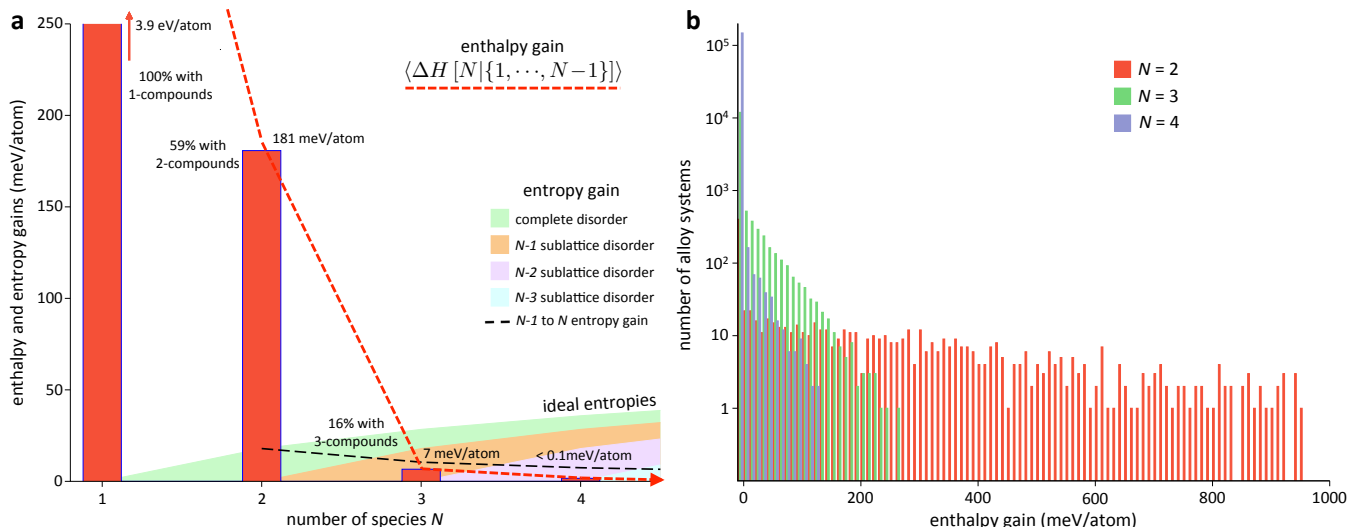 a
enthalpy and entropy gains (meV/atom)
250
200
150
100
50
0
3.9 eV/atom
100% with
1-compounds
59% with
2-compounds
181 meV/atom
enthalpy gain
⟨ΔH [N|{1, ⋯, N−1}]⟩
entropy gain
complete disorder
N-1 sublattice disorder
N-2 sublattice disorder
N-3 sublattice disorder
N-1 to N entropy gain
ideal entropies
16% with
3-compounds
7 meV/atom
< 0.1meV/atom
1
2
3
4
number of species N
b
number of alloy systems
10⁵
10⁴
10³
10²
10
1
N = 2
N = 3
N = 4
0
200
400
600
800
1000
enthalpy gain (meV/atom)